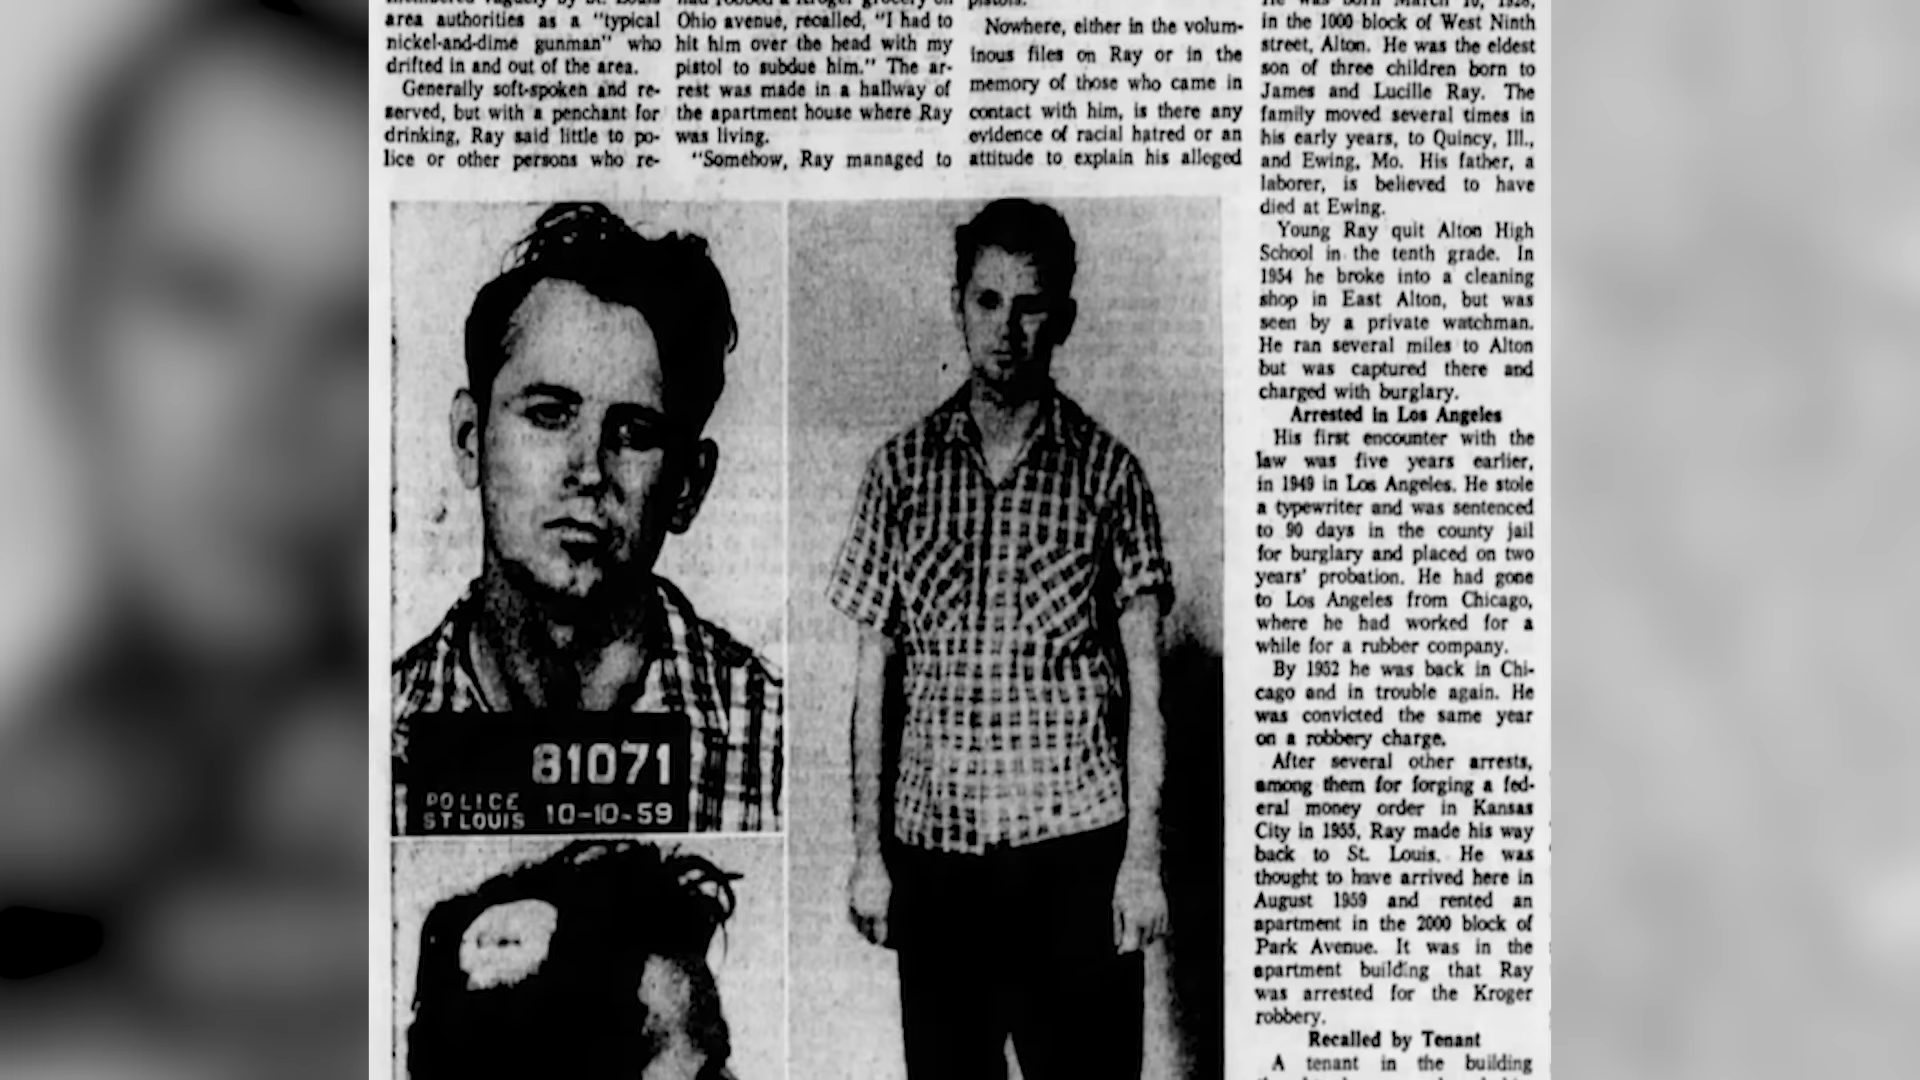 area authorities as a "typical
nickel-and-dime gunman" who
drifted in and out of the area.
Generally soft-spoken and re-
served, but with a penchant for
drinking, Ray said little to po-
lice or other persons who re-
Ohio avenue, recalled, "I had to
hit him over the head with my
pistol to subdue him." The ar-
rest was made in a hallway of
the apartment house where Ray
was living.
"Somehow, Ray managed to
pistols.
Nowhere, either in the volum-
inous files on Ray or in the
memory of those who came in
contact with him, is there any
evidence of racial hatred or an
attitude to explain his alleged
81071
POLICE
ST LOUIS 10-10-59
in the 1000 block of West Ninth
street, Alton. He was the eldest
son of three children born to
James and Lucille Ray. The
family moved several times in
his early years, to Quincy, Ill.,
and Ewing, Mo. His father, a
laborer, is believed to have
died at Ewing.
Young Ray quit Alton High
School in the tenth grade. In
1954 he broke into a cleaning
shop in East Alton, but was
seen by a private watchman.
He ran several miles to Alton
but was captured there and
charged with burglary.
Arrested in Los Angeles
His first encounter with the
law was five years earlier,
in 1949 in Los Angeles. He stole
a typewriter and was sentenced
to 90 days in the county jail
for burglary and placed on two
years' probation. He had gone
to Los Angeles from Chicago,
where he had worked for a
while for a rubber company.
By 1952 he was back in Chi-
cago and in trouble again. He
was convicted the same year
on a robbery charge.
After several other arrests,
among them for forging a fed-
eral money order in Kansas
City in 1955, Ray made his way
back to St. Louis. He was
thought to have arrived here in
August 1959 and rented an
apartment in the 2000 block of
Park Avenue. It was in the
apartment building that Ray
was arrested for the Kroger
robbery.
Recalled by Tenant
A tenant in the building